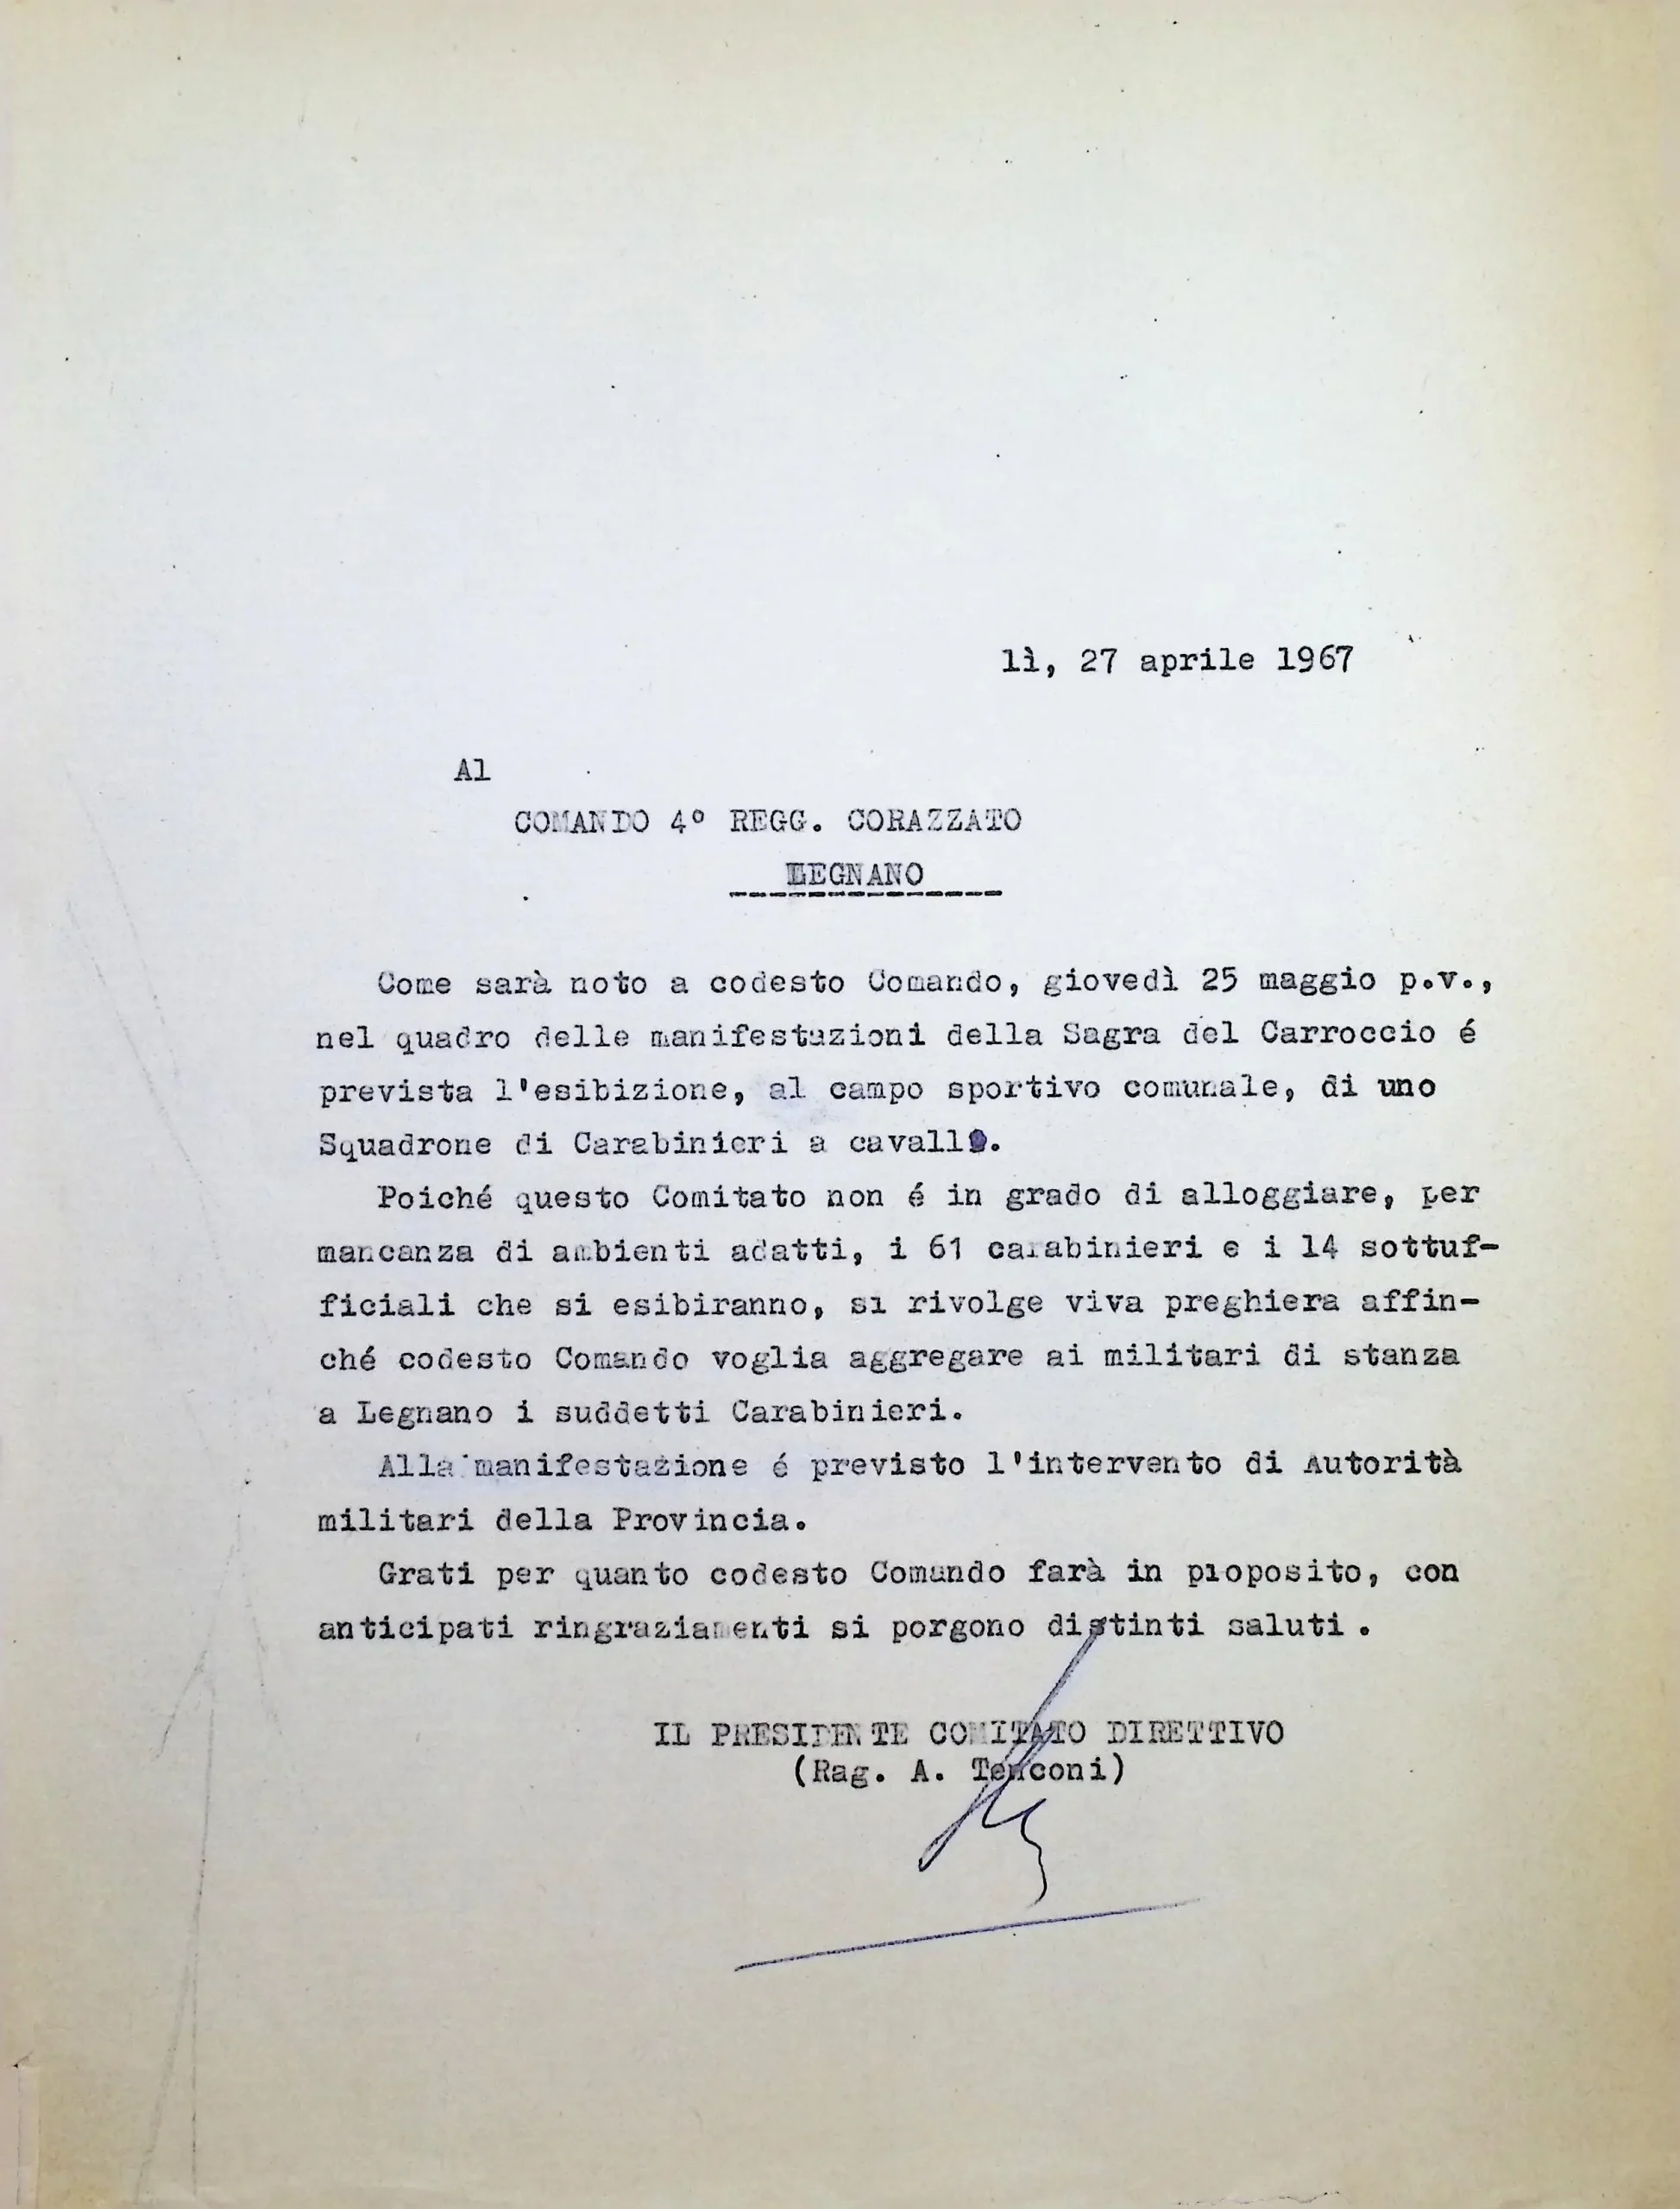 lì, 27 aprile 1967
Al
COMANDO 4º REGG. CORAZZATO
LEGNANO
Come sarà noto a codesto Comando, giovedì 25 maggio p.v.,
nel quadro delle manifestazioni della Sagra del Carroccio é
prevista l'esibizione, al campo sportivo comunale, di uno
Squadrone di Carabinieri a cavallo.
Poiché questo Comitato non é in grado di alloggiare, per
mancanza di ambienti adatti, i 61 carabinieri e i 14 sottuf-
ficiali che si esibiranno, si rivolge viva preghiera affin-
ché codesto Comando voglia aggregare ai militari di stanza
a Legnano i suddetti Carabinieri.
Alla manifestazione é previsto l'intervento di Autorità
militari della Provincia.
Grati per quanto codesto Comando farà in proposito, con
anticipati ringraziamenti si porgono distinti saluti.
IL PRESIDENTE COMITATO DIRETTIVO
(Rag. A. Tenconi)